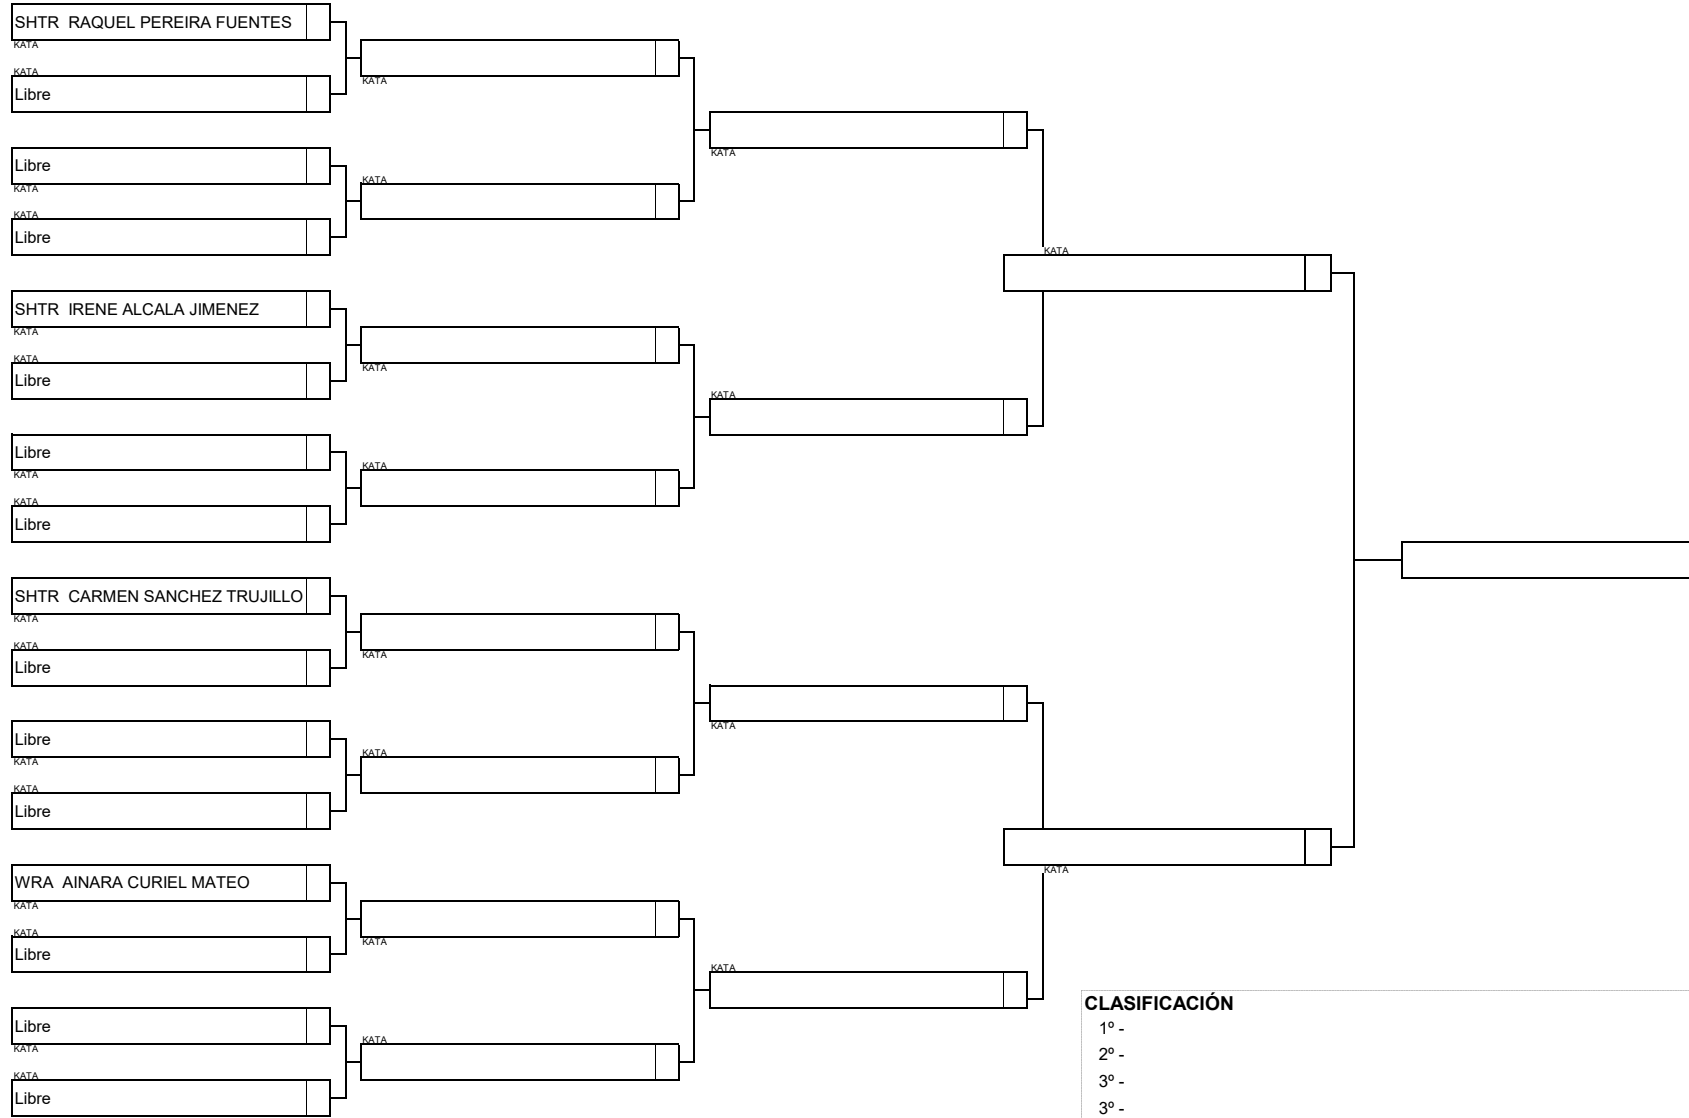 SHTR RAQUEL PEREIRA FUENTES
KATA
KATA
KATA
Libre
KATA
Libre
KATA
KATA
KATA
Libre
KATA
SHTR IRENE ALCALA JIMENEZ
KATA
KATA
KATA
Libre
KATA
Libre
KATA
KATA
KATA
Libre
SHTR CARMEN SANCHEZ TRUJILLO
KATA
KATA
KATA
Libre
KATA
Libre
KATA
KATA
KATA
Libre
KATA
WRA AINARA CURIEL MATEO
KATA
KATA
KATA
Libre
KATA
Libre
KATA
KATA
KATA
Libre
CLASIFICACIÓN
1º -
2º -
3º -
3º -